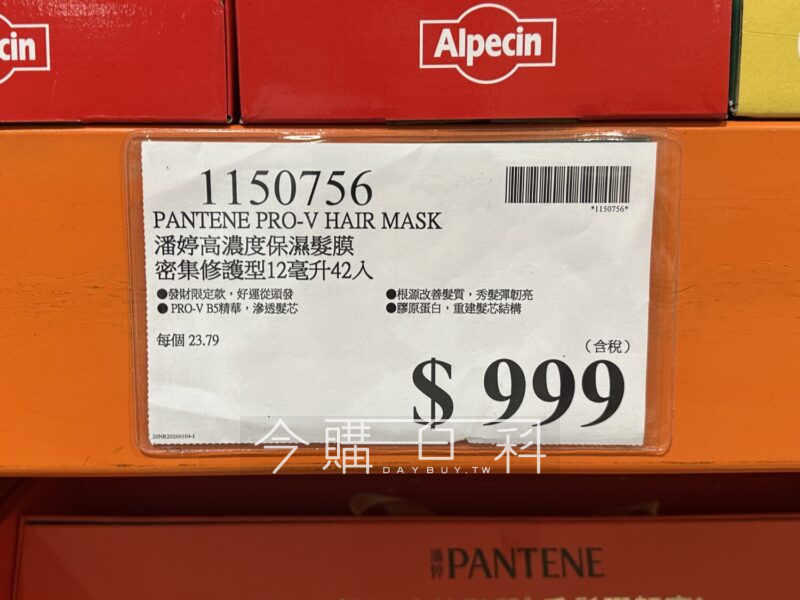 cin
Alpecin
1150756
*1150756*
PANTENE PRO-V HAIR MASK
潘婷高濃度保濕髮膜
密集修護型12毫升42入
●發財限定款，好運從頭發
●根源改善髮質，秀髮彈韌亮
● PRO-V B5精華，滲透髮芯
●膠原蛋白，重建髮芯結構
每個 23.79
（含稅）
$ 999
20NR20260104-I
今購百科
DAYBUY.TW
潘婷 PANTENE